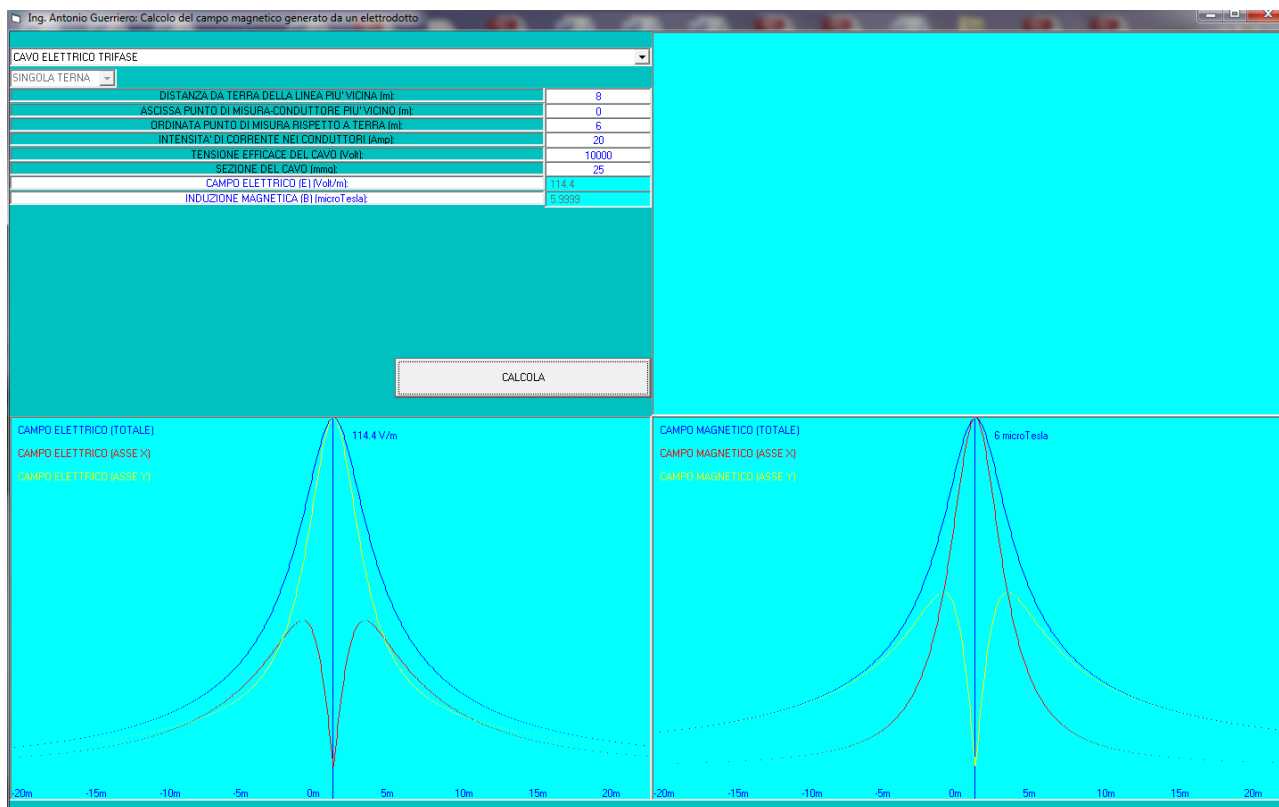 Ing. Antonio Guerriero: Calcolo del campo magnetico generato da un elettrodotto
CAVO ELETTRICO TRIFASE
SINGOLA TERNA
DISTANZA DA TERRA DELLA LINEA PIU' VICINA (m): 8
ASCISSA PUNTO DI MISURA-CONDUTTORE PIU' VICINO (m): 0
ORDINATA PUNTO DI MISURA RISPETTO A TERRA (m): 6
INTENSITA' DI CORRENTE NEI CONDUTTORI (Amp): 20
TENSIONE EFFICACE DEL CAVO (Volt): 10000
SEZIONE DEL CAVO (mmq): 25
CAMPO ELETTRICO (E) (Volt/m): 114.4
INDUZIONE MAGNETICA (B) (microTesla): 5.9999
CALCOLA
CAMPO ELETTRICO (TOTALE)
114.4 V/m
CAMPO ELETTRICO (ASSE X)
CAMPO ELETTRICO (ASSE Y)
-20m -15m -10m -5m 0m 5m 10m 15m 20m
CAMPO MAGNETICO (TOTALE)
6 microTesla
CAMPO MAGNETICO (ASSE X)
CAMPO MAGNETICO (ASSE Y)
-20m -15m -10m -5m 0m 5m 10m 15m 20m